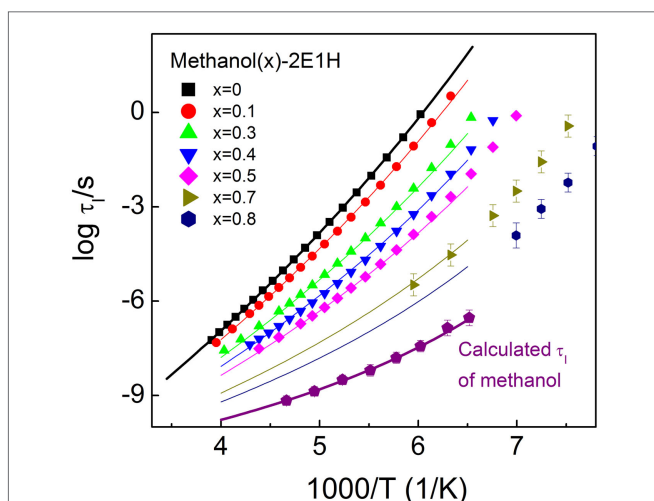 Methanol(x)-2E1H
x=0
x=0.1
x=0.3
x=0.4
x=0.5
x=0.7
x=0.8
0
-3
-6
-9
log τI/s
Calculated τI
of methanol
4 5 6 7
1000/T (1/K)